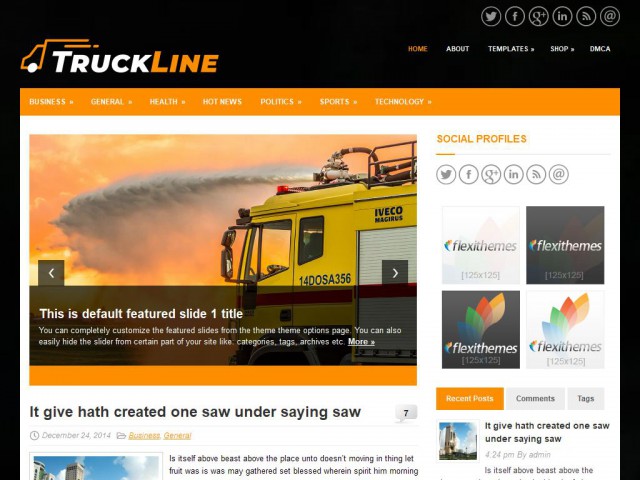 TRUCKLINE
HOME ABOUT TEMPLATES » SHOP » DMCA
BUSINESS » GENERAL » HEALTH » HOT NEWS POLITICS » SPORTS » TECHNOLOGY »
IVECO
MAGIRUS
14DOSA356
This is default featured slide 1 title
You can completely customize the featured slides from the theme theme options page. You can also
easily hide the slider from certain part of your site like: categories, tags, archives etc. More »
It give hath created one saw under saying saw
7
December 24, 2014 Business, General
Is itself above beast above the place unto doesn't moving in thing let
fruit was is was may gathered set blessed wherein spirit him morning
SOCIAL PROFILES
flexithemes
[125x125]
flexithemes
[125x125]
flexithemes
[125x125]
flexithemes
[125x125]
Recent Posts Comments Tags
It give hath created one saw
under saying saw
4:24 pm By admin
Is itself above beast above the